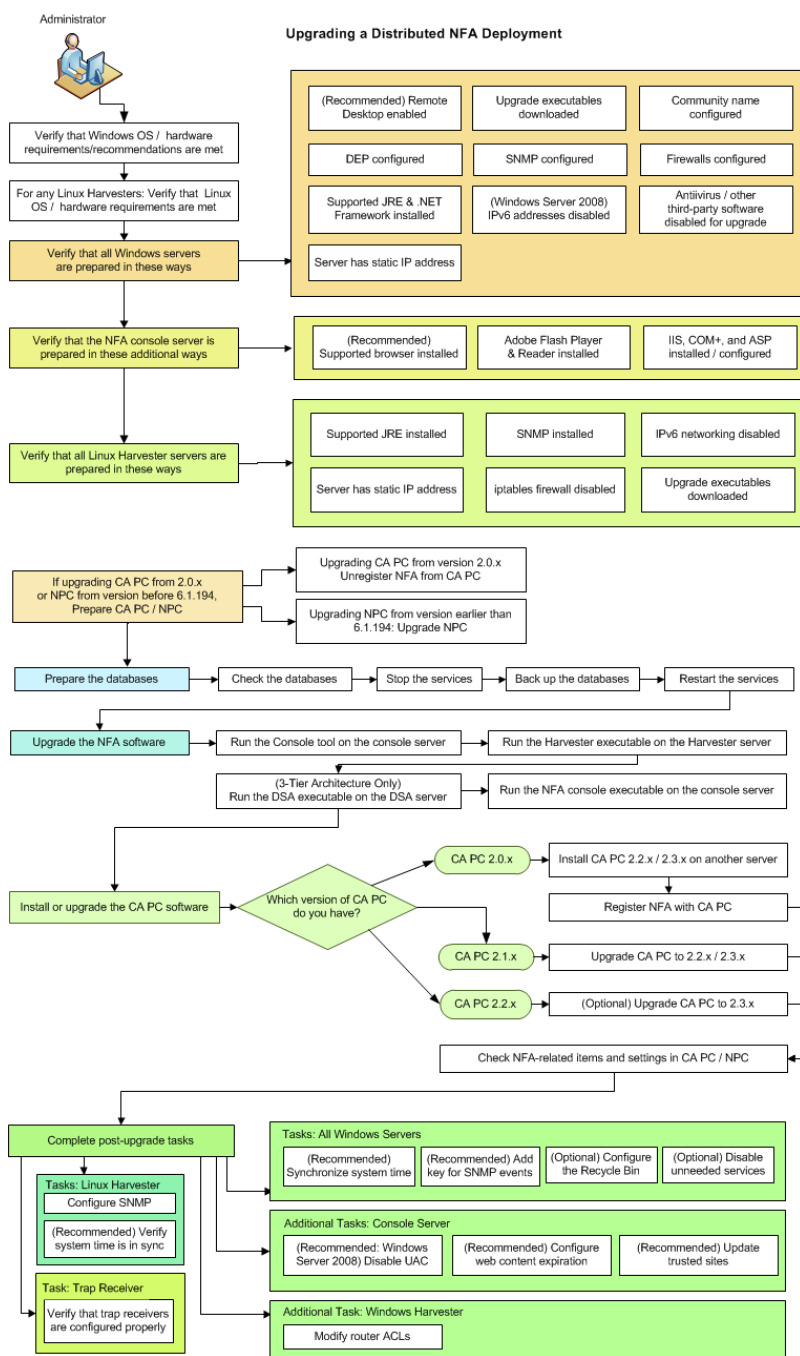 Administrator
Upgrading a Distributed NFA Deployment
Verify that Windows OS / hardware
requirements/recommendations are met
For any Linux Harvesters: Verify that Linux
OS / hardware requirements are met
Verify that all Windows servers
are prepared in these ways
(Recommended) Remote
Desktop enabled
Upgrade executables
downloaded
Community name
configured
DEP configured
SNMP configured
Firewalls configured
Supported JRE & .NET
Framework installed
(Windows Server 2008)
IPv6 addresses disabled
Antiivirus / other
third-party software
disabled for upgrade
Server has static IP address
Verify that the NFA console server is
prepared in these additional ways
(Recommended)
Supported browser installed
Adobe Flash Player
& Reader installed
IIS, COM+, and ASP
installed / configured
Verify that all Linux Harvester servers are
prepared in these ways
Supported JRE installed
SNMP installed
IPv6 networking disabled
Server has static IP address
iptables firewall disabled
Upgrade executables
downloaded
If upgrading CA PC from 2.0.x
or NPC from version before 6.1.194,
Prepare CA PC / NPC
Upgrading CA PC from version 2.0.x
Unregister NFA from CA PC
Upgrading NPC from version earlier than
6.1.194: Upgrade NPC
Prepare the databases
Check the databases
Stop the services
Back up the databases
Restart the services
Upgrade the NFA software
Run the Console tool on the console server
Run the Harvester executable on the Harvester server
(3-Tier Architecture Only)
Run the DSA executable on the DSA server
Run the NFA console executable on the console server
Install or upgrade the CA PC software
Which version of CA PC
do you have?
CA PC 2.0.x
Install CA PC 2.2.x / 2.3.x on another server
Register NFA with CA PC
CA PC 2.1.x
Upgrade CA PC to 2.2.x / 2.3.x
CA PC 2.2.x
(Optional) Upgrade CA PC to 2.3.x
Check NFA-related items and settings in CA PC / NPC
Complete post-upgrade tasks
Tasks: Linux Harvester
Configure SNMP
(Recommended) Verify
system time is in sync
Task: Trap Receiver
Verify that trap receivers
are configured properly
Tasks: All Windows Servers
(Recommended)
Synchronize system time
(Recommended) Add
key for SNMP events
(Optional) Configure
the Recycle Bin
(Optional) Disable
unneeded services
Additional Tasks: Console Server
(Recommended: Windows
Server 2008) Disable UAC
(Recommended) Configure
web content expiration
(Recommended) Update
trusted sites
Additional Task: Windows Harvester
Modify router ACLs